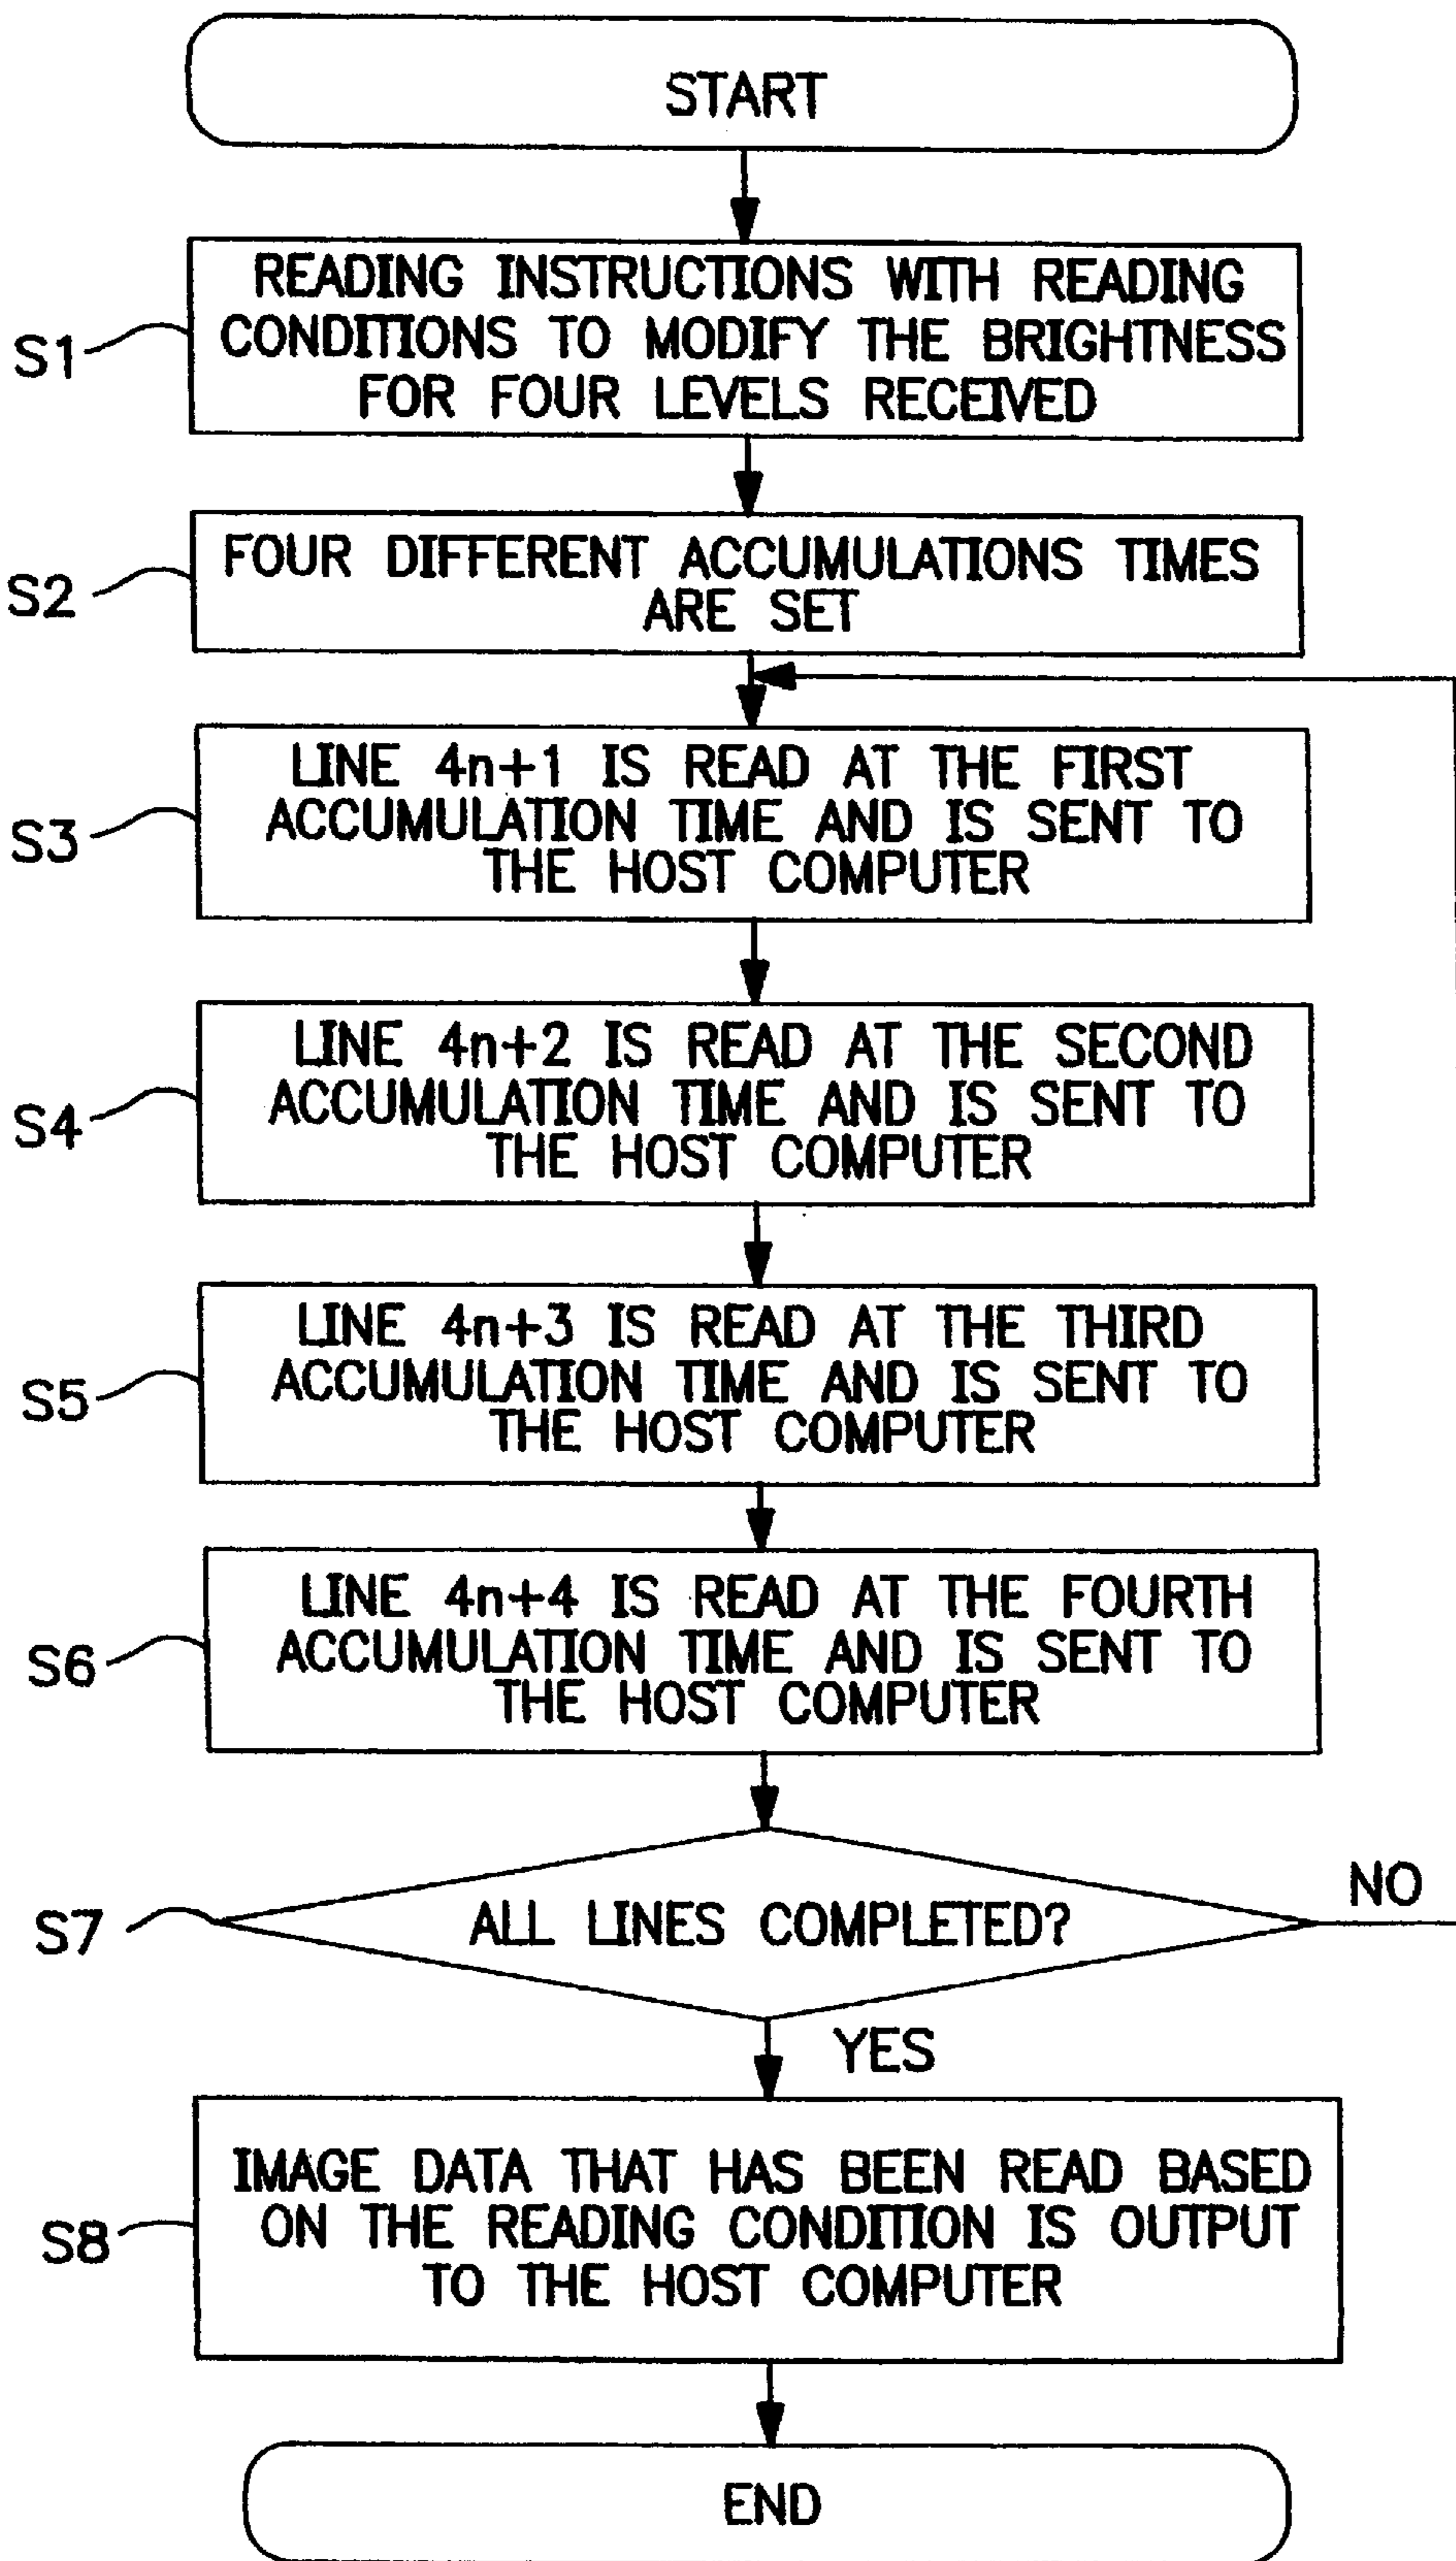 START
S1
READING INSTRUCTIONS WITH READING
CONDITIONS TO MODIFY THE BRIGHTNESS
FOR FOUR LEVELS RECEIVED
S2
FOUR DIFFERENT ACCUMULATIONS TIMES
ARE SET
S3
LINE 4n+1 IS READ AT THE FIRST
ACCUMULATION TIME AND IS SENT TO
THE HOST COMPUTER
S4
LINE 4n+2 IS READ AT THE SECOND
ACCUMULATION TIME AND IS SENT TO
THE HOST COMPUTER
S5
LINE 4n+3 IS READ AT THE THIRD
ACCUMULATION TIME AND IS SENT TO
THE HOST COMPUTER
S6
LINE 4n+4 IS READ AT THE FOURTH
ACCUMULATION TIME AND IS SENT TO
THE HOST COMPUTER
S7
ALL LINES COMPLETED?
NO
YES
S8
IMAGE DATA THAT HAS BEEN READ BASED
ON THE READING CONDITION IS OUTPUT
TO THE HOST COMPUTER
END